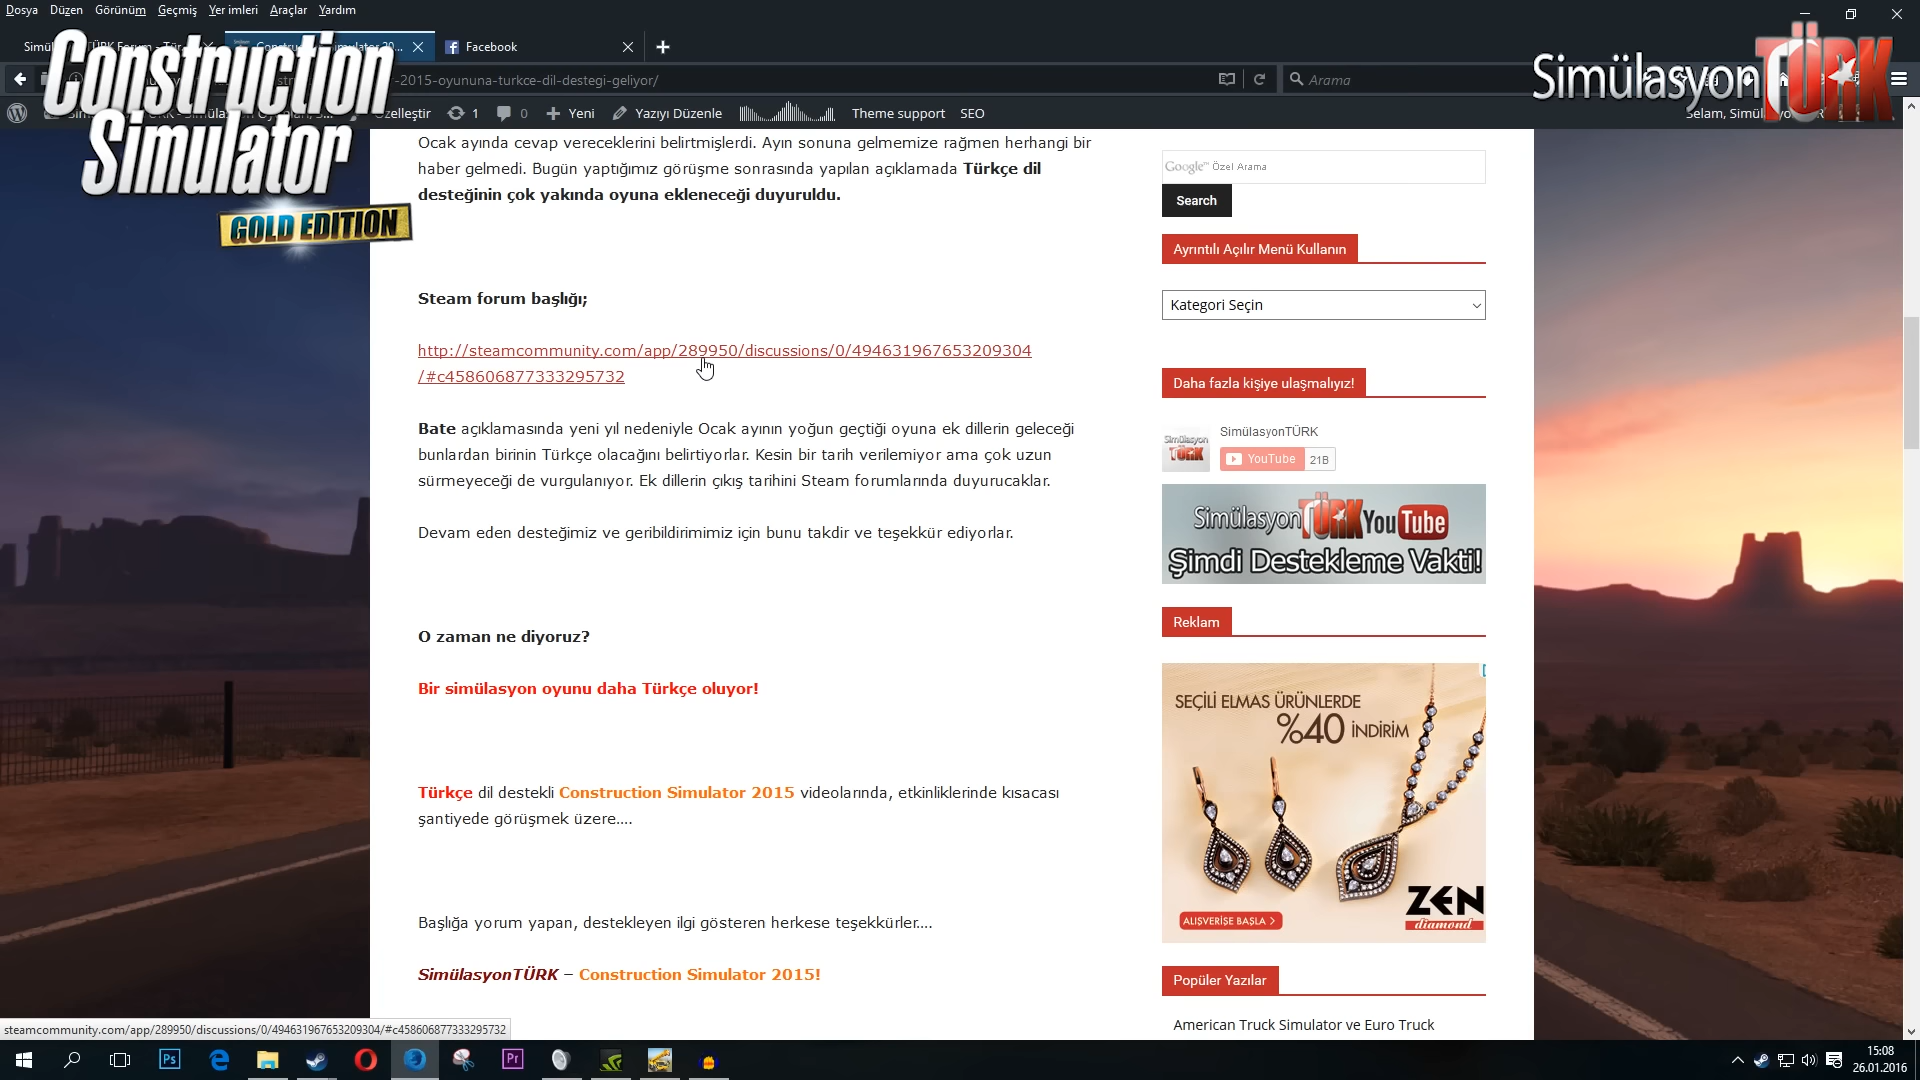 Dosya Düzen Görünüm Geçmiş Yer imleri Araçlar Yardım
Facebook
-2015-oyununa-turkce-dil-destegi-geliyor/
Arama
Construction
Simulator
GOLD EDITION
SimülasyonTÜRK
Özelleştir 1 0 Yeni Yazıyı Düzenle Theme support SEO
Ocak ayında cevap vereceklerini belirtmişlerdi. Ayın sonuna gelmemize rağmen herhangi bir
haber gelmedi. Bugün yaptığımız görüşme sonrasında yapılan açıklamada Türkçe dil
desteğinin çok yakında oyuna ekleneceği duyuruldu.
Steam forum başlığı;
http://steamcommunity.com/app/289950/discussions/0/494631967653209304
/#c458606877333295732
Bate açıklamasında yeni yıl nedeniyle Ocak ayının yoğun geçtiği oyuna ek dillerin geleceği
bunlardan birinin Türkçe olacağını belirtiyorlar. Kesin bir tarih verilemiyor ama çok uzun
sürmeyeceği de vurgulanıyor. Ek dillerin çıkış tarihini Steam forumlarında duyurucaklar.
Devam eden desteğimiz ve geribildirimimiz için bunu takdir ve teşekkür ediyorlar.
O zaman ne diyoruz?
Bir simülasyon oyunu daha Türkçe oluyor!
Türkçe dil destekli Construction Simulator 2015 videolarında, etkinliklerinde kısacası
şantiyede görüşmek üzere….
Başlığa yorum yapan, destekleyen ilgi gösteren herkese teşekkürler….
SimülasyonTÜRK – Construction Simulator 2015!
Google™ Özel Arama
Search
Ayrıntılı Açılır Menü Kullanın
Kategori Seçin
Daha fazla kişiye ulaşmalıyız!
Simülasyon
TÜRK
SimülasyonTÜRK
YouTube 21B
SimülasyonTÜRK YouTube
Şimdi Destekleme Vakti!
Reklam
SEÇİLİ ELMAS ÜRÜNLERDE
%40 İNDİRİM
ALIŞVERİŞE BAŞLA >
ZEN
diamond
Popüler Yazılar
American Truck Simulator ve Euro Truck
steamcommunity.com/app/289950/discussions/0/494631967653209304/#c458606877333295732
Ps
Pr
15:08
26.01.2016